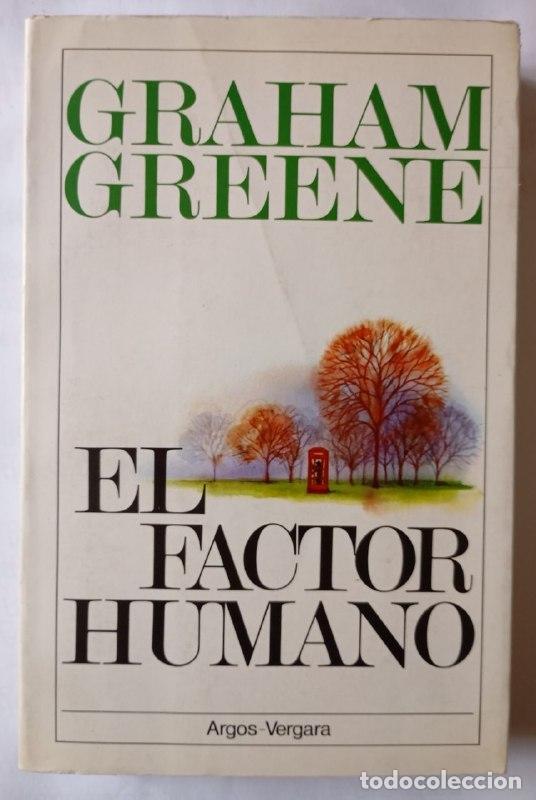 GRAHAM
GREENE
EL
FACTOR
HUMANO
Argos-Vergara
todocoleccion